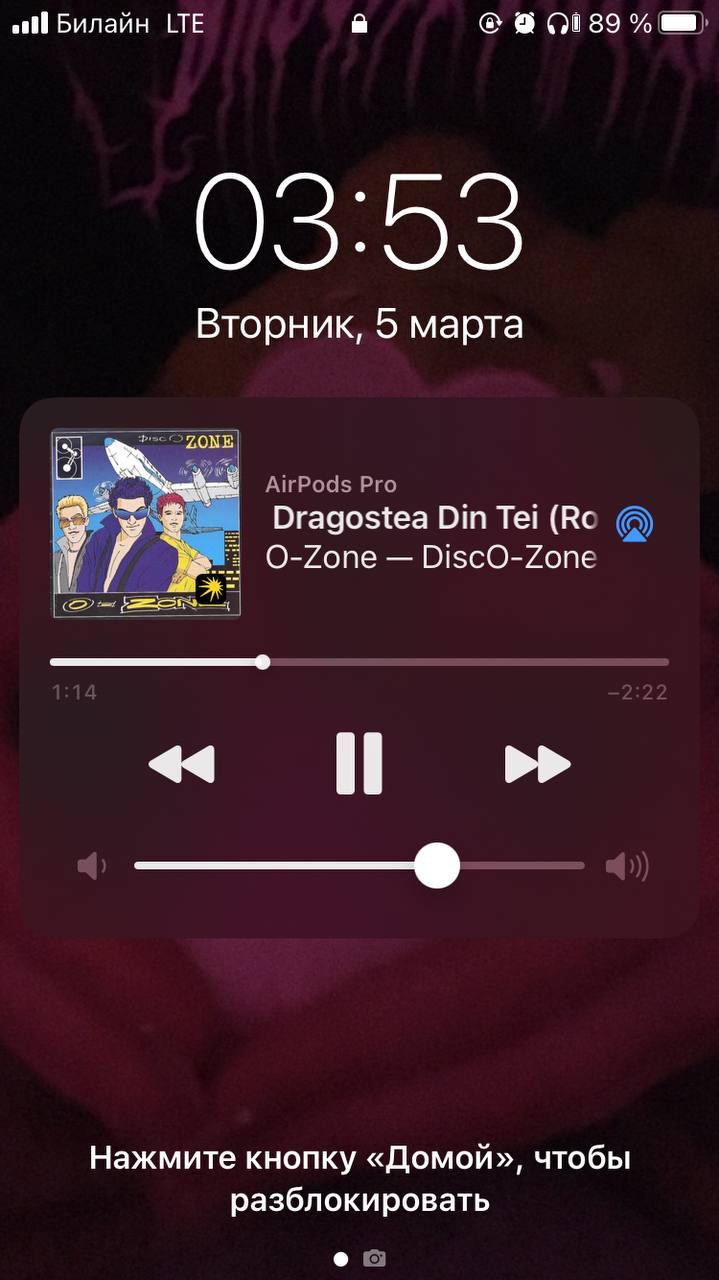 Билайн LTE 89 %
03:53
Вторник, 5 марта
DISCO ZONE
O-ZONE
AirPods Pro
Dragostea Din Tei (Ro
O-Zone — DiscO-Zone
1:14 −2:22
Нажмите кнопку «Домой», чтобы
разблокировать